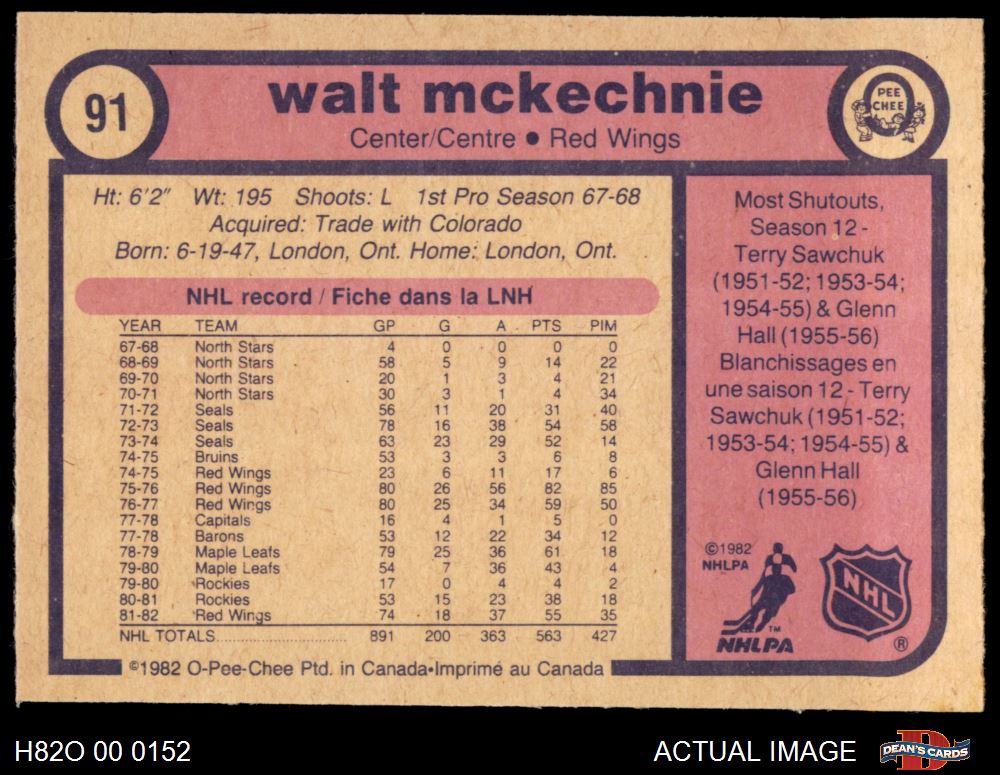 91
walt mckechnie
Center/Centre ● Red Wings
O
PEE
CHEE
Ht: 6'2" Wt: 195 Shoots: L 1st Pro Season 67-68
Acquired: Trade with Colorado
Born: 6-19-47, London, Ont. Home: London, Ont.
NHL record / Fiche dans la LNH
YEAR TEAM GP G A PTS PIM
67-68 North Stars 4 0 0 0 0
68-69 North Stars 58 5 9 14 22
69-70 North Stars 20 1 3 4 21
70-71 North Stars 30 3 1 4 34
71-72 Seals 56 11 20 31 40
72-73 Seals 78 16 38 54 58
73-74 Seals 63 23 29 52 14
74-75 Bruins 53 3 3 6 8
74-75 Red Wings 23 6 11 17 6
75-76 Red Wings 80 26 56 82 85
76-77 Red Wings 80 25 34 59 50
77-78 Capitals 16 4 1 5 0
77-78 Barons 53 12 22 34 12
78-79 Maple Leafs 79 25 36 61 18
79-80 Maple Leafs 54 7 36 43 4
79-80 Rockies 17 0 4 4 2
80-81 Rockies 53 15 23 38 18
81-82 Red Wings 74 18 37 55 35
NHL TOTALS 891 200 363 563 427
©1982 O-Pee-Chee Ptd. in Canada•Imprimé au Canada
Most Shutouts,
Season 12 -
Terry Sawchuk
(1951-52; 1953-54;
1954-55) & Glenn
Hall (1955-56)
Blanchissages en
une saison 12 - Terry
Sawchuk (1951-52;
1953-54; 1954-55) &
Glenn Hall
(1955-56)
©1982
NHLPA
TM
NHLPA
NHL
®
H82O 00 0152
ACTUAL IMAGE
D
DEAN'S CARDS